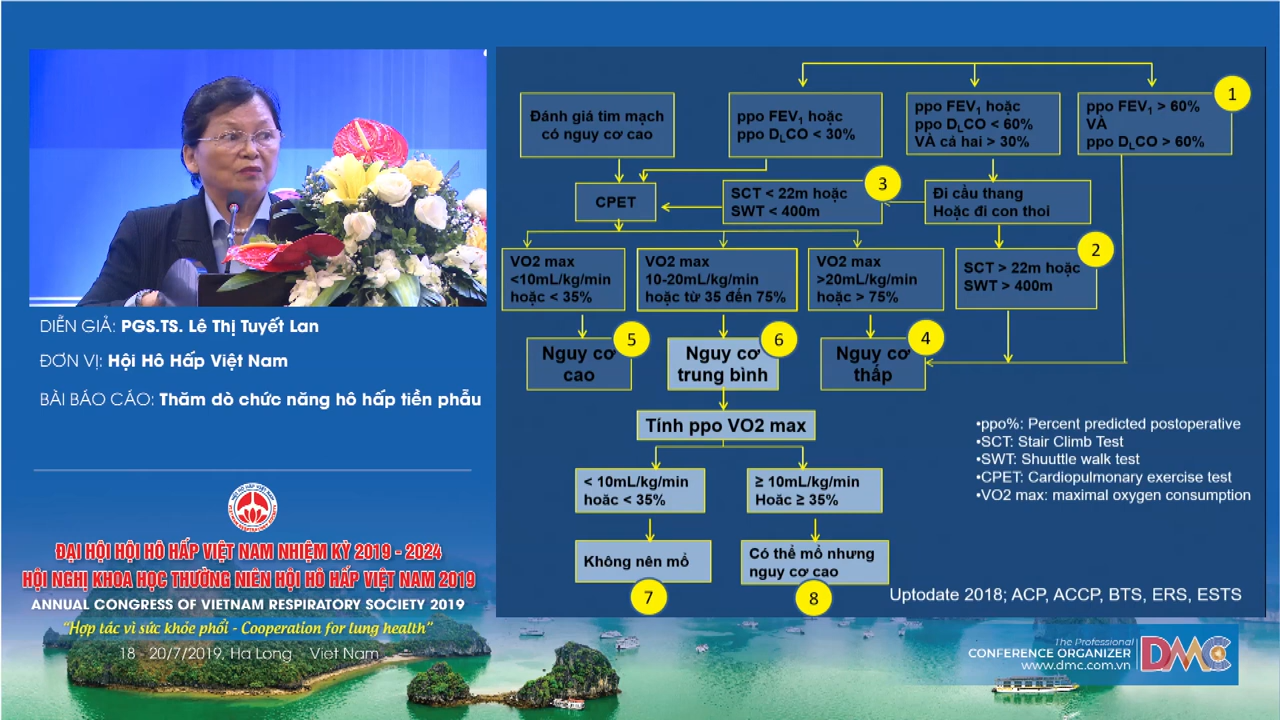 DIỄN GIẢ: PGS.TS. Lê Thị Tuyết Lan
ĐƠN VỊ: Hội Hô Hấp Việt Nam
BÀI BÁO CÁO: Thăm dò chức năng hô hấp tiền phẫu
ĐẠI HỘI HỘI HÔ HẤP VIỆT NAM NHIỆM KỲ 2019 - 2024
HỘI NGHỊ KHOA HỌC THƯỜNG NIÊN HỘI HÔ HẤP VIỆT NAM 2019
ANNUAL CONGRESS OF VIETNAM RESPIRATORY SOCIETY 2019
"Hợp tác vì sức khỏe phổi - Cooperation for lung health"
18 - 20/7/2019, Ha Long Viet Nam
Đánh giá tim mạch
có nguy cơ cao
ppo FEV₁ hoặc
ppo DLCO < 30%
ppo FEV₁ hoặc
ppo DLCO < 60%
VÀ cả hai > 30%
ppo FEV₁ > 60%
VÀ
ppo DLCO > 60%
1
CPET
SCT < 22m hoặc
SWT < 400m
3
Đi cầu thang
Hoặc đi con thoi
VO2 max
<10mL/kg/min
hoặc < 35%
VO2 max
10-20mL/kg/min
hoặc từ 35 đến 75%
VO2 max
>20mL/kg/min
hoặc > 75%
SCT > 22m hoặc
SWT > 400m
2
Nguy cơ
cao
5
Nguy cơ
trung bình
6
Nguy cơ
thấp
4
Tính ppo VO2 max
< 10mL/kg/min
hoặc < 35%
≥ 10mL/kg/min
Hoặc ≥ 35%
Không nên mổ
7
Có thể mổ nhưng
nguy cơ cao
8
•ppo%: Percent predicted postoperative
•SCT: Stair Climb Test
•SWT: Shuuttle walk test
•CPET: Cardiopulmonary exercise test
•VO2 max: maximal oxygen consumption
Uptodate 2018; ACP, ACCP, BTS, ERS, ESTS
The Professional
CONFERENCE ORGANIZER
www.dmc.com.vn
DMC